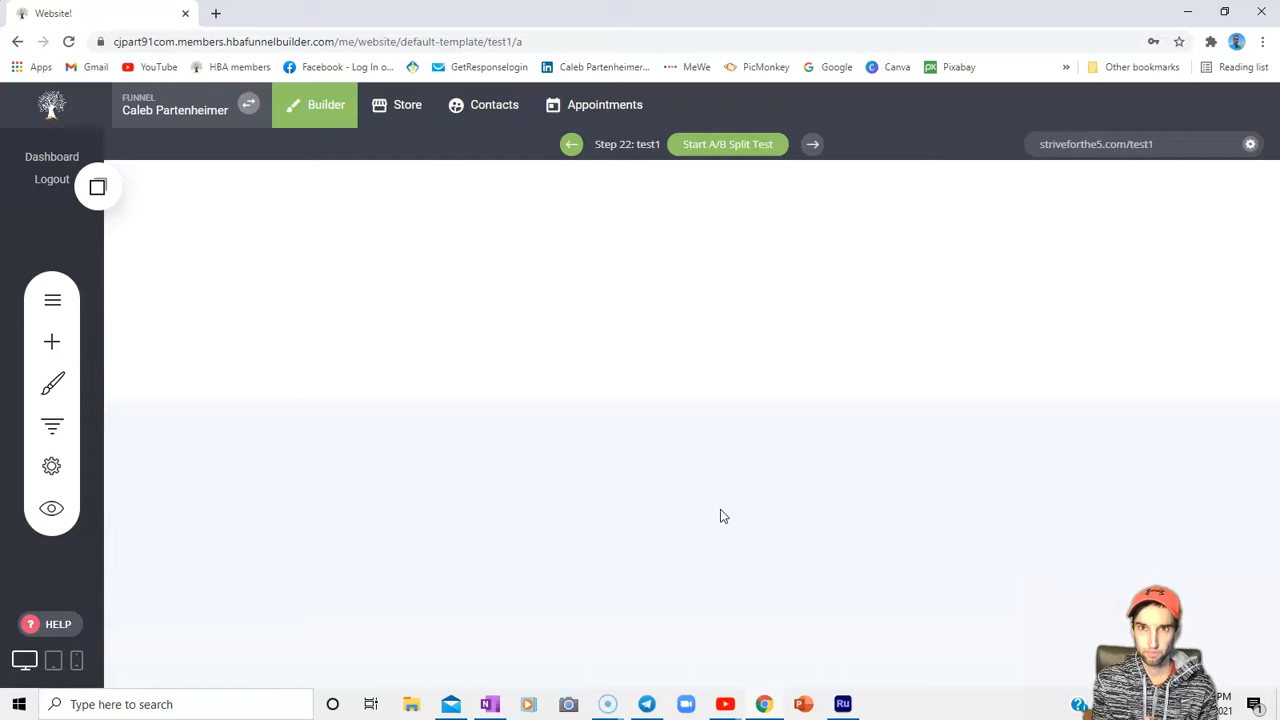 Website!
cjpart91com.members.hbafunnelbuilder.com/me/website/default-template/test1/a
Apps Gmail YouTube HBA members Facebook - Log In o... GetResponselogin Caleb Partenheimer... MeWe PicMonkey Google Canva Pixabay » Other bookmarks Reading list
FUNNEL
Caleb Partenheimer
Builder Store Contacts Appointments
Step 22: test1 Start A/B Split Test striveforthe5.com/test1
Dashboard
Logout
? HELP
Type here to search
PM
2021